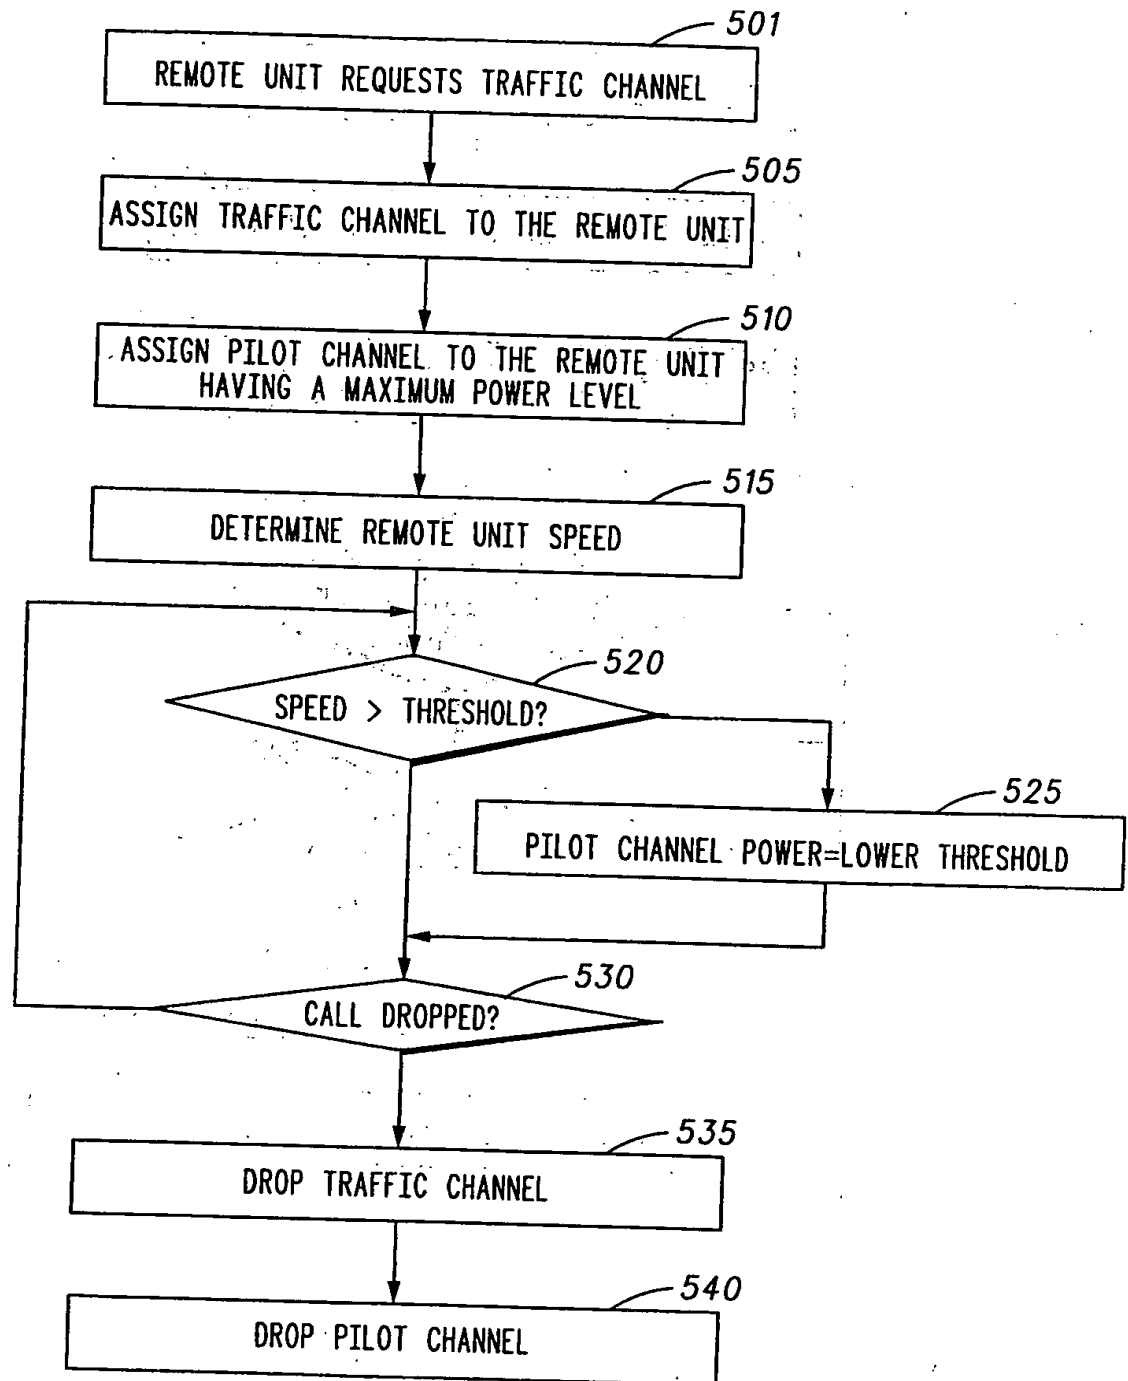 501
REMOTE UNIT REQUESTS TRAFFIC CHANNEL
505
ASSIGN TRAFFIC CHANNEL TO THE REMOTE UNIT
510
ASSIGN PILOT CHANNEL TO THE REMOTE UNIT
HAVING A MAXIMUM POWER LEVEL
515
DETERMINE REMOTE UNIT SPEED
520
SPEED > THRESHOLD?
525
PILOT CHANNEL POWER=LOWER THRESHOLD
530
CALL DROPPED?
535
DROP TRAFFIC CHANNEL
540
DROP PILOT CHANNEL